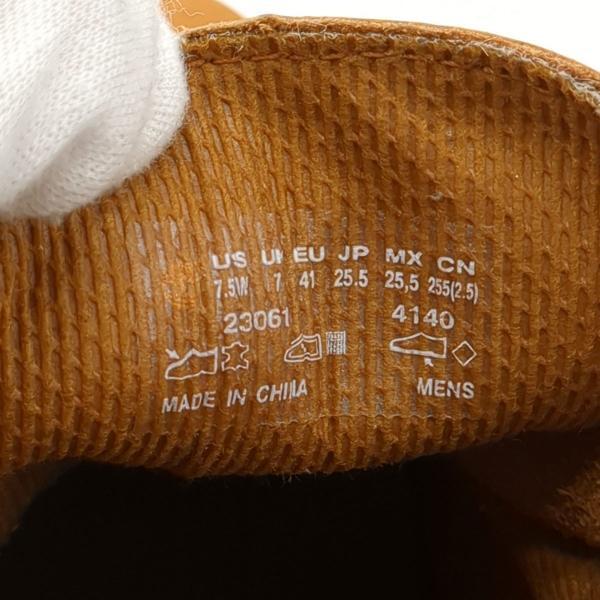 US UK EU JP MX CN
7.5W 7 41 25.5 25,5 255(2.5)
23061 4140
MADE IN CHINA MENS